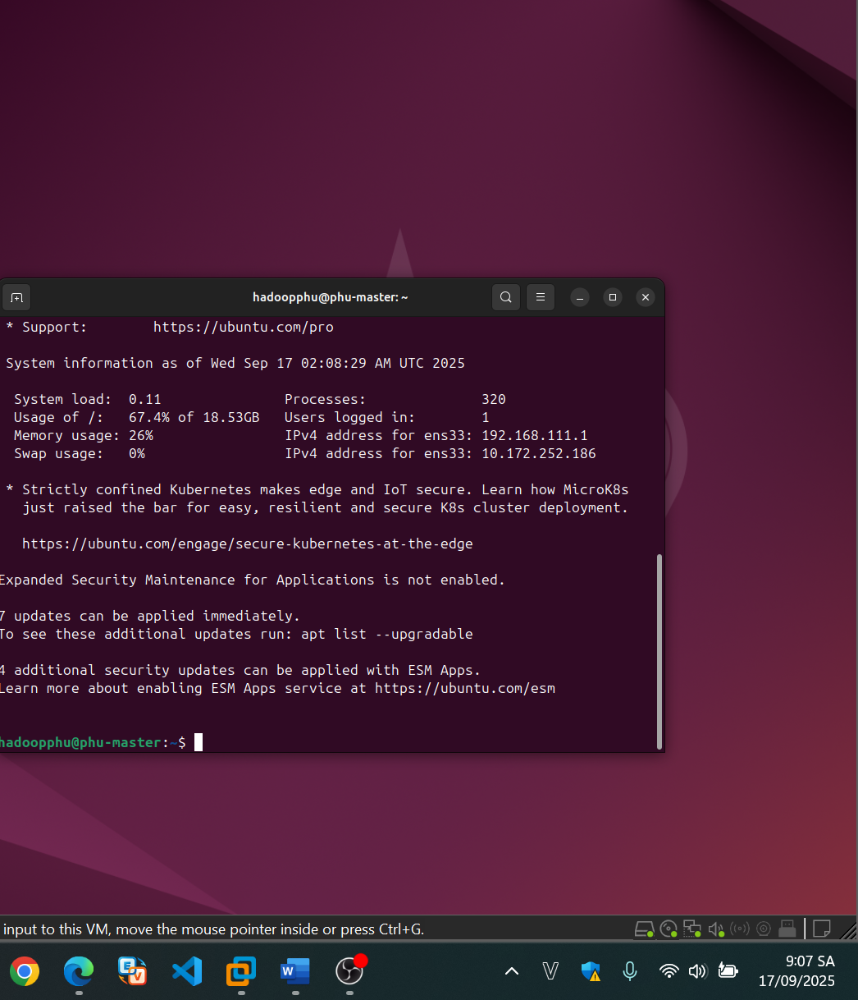 hadoopphu@phu-master: ~
* Support:        https://ubuntu.com/pro
System information as of Wed Sep 17 02:08:29 AM UTC 2025
System load:  0.11               Processes:              320
Usage of /:   67.4% of 18.53GB   Users logged in:        1
Memory usage: 26%                IPv4 address for ens33: 192.168.111.1
Swap usage:   0%                 IPv4 address for ens33: 10.172.252.186
* Strictly confined Kubernetes makes edge and IoT secure. Learn how MicroK8s
just raised the bar for easy, resilient and secure K8s cluster deployment.
https://ubuntu.com/engage/secure-kubernetes-at-the-edge
Expanded Security Maintenance for Applications is not enabled.
7 updates can be applied immediately.
To see these additional updates run: apt list --upgradable
4 additional security updates can be applied with ESM Apps.
Learn more about enabling ESM Apps service at https://ubuntu.com/esm
hadoopphu@phu-master:~$
input to this VM, move the mouse pointer inside or press Ctrl+G.
9:07 SA
17/09/2025